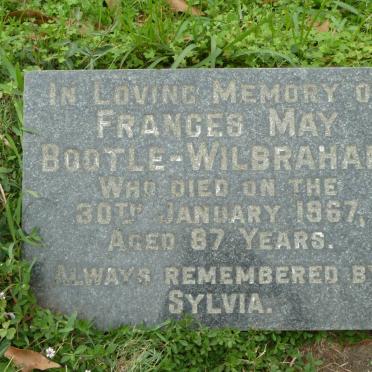 In Loving Memory o
Frances May
Bootle-Wilbraha
Who died on the
30th January 1967,
Aged 87 Years.
Always remembered b
Sylvia.